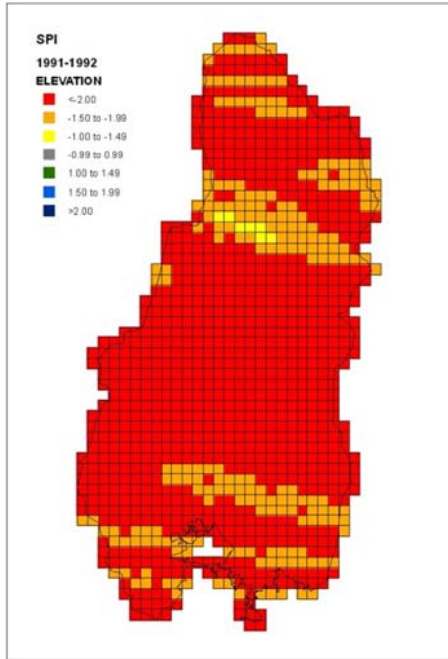 SPI
1991-1992
ELEVATION
<-2.00
-1.50 to -1.99
-1.00 to -1.49
-0.99 to 0.99
1.00 to 1.49
1.50 to 1.99
>2.00